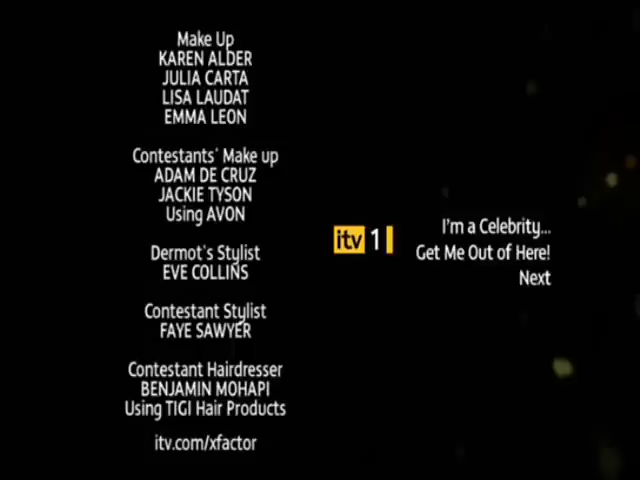 Make Up
KAREN ALDER
JULIA CARTA
LISA LAUDAT
EMMA LEON
Contestants' Make up
ADAM DE CRUZ
JACKIE TYSON
Using AVON
Dermot's Stylist
EVE COLLINS
Contestant Stylist
FAYE SAWYER
Contestant Hairdresser
BENJAMIN MOHAPI
Using TIGI Hair Products
itv.com/xfactor
itv 1
I'm a Celebrity...
Get Me Out of Here!
Next